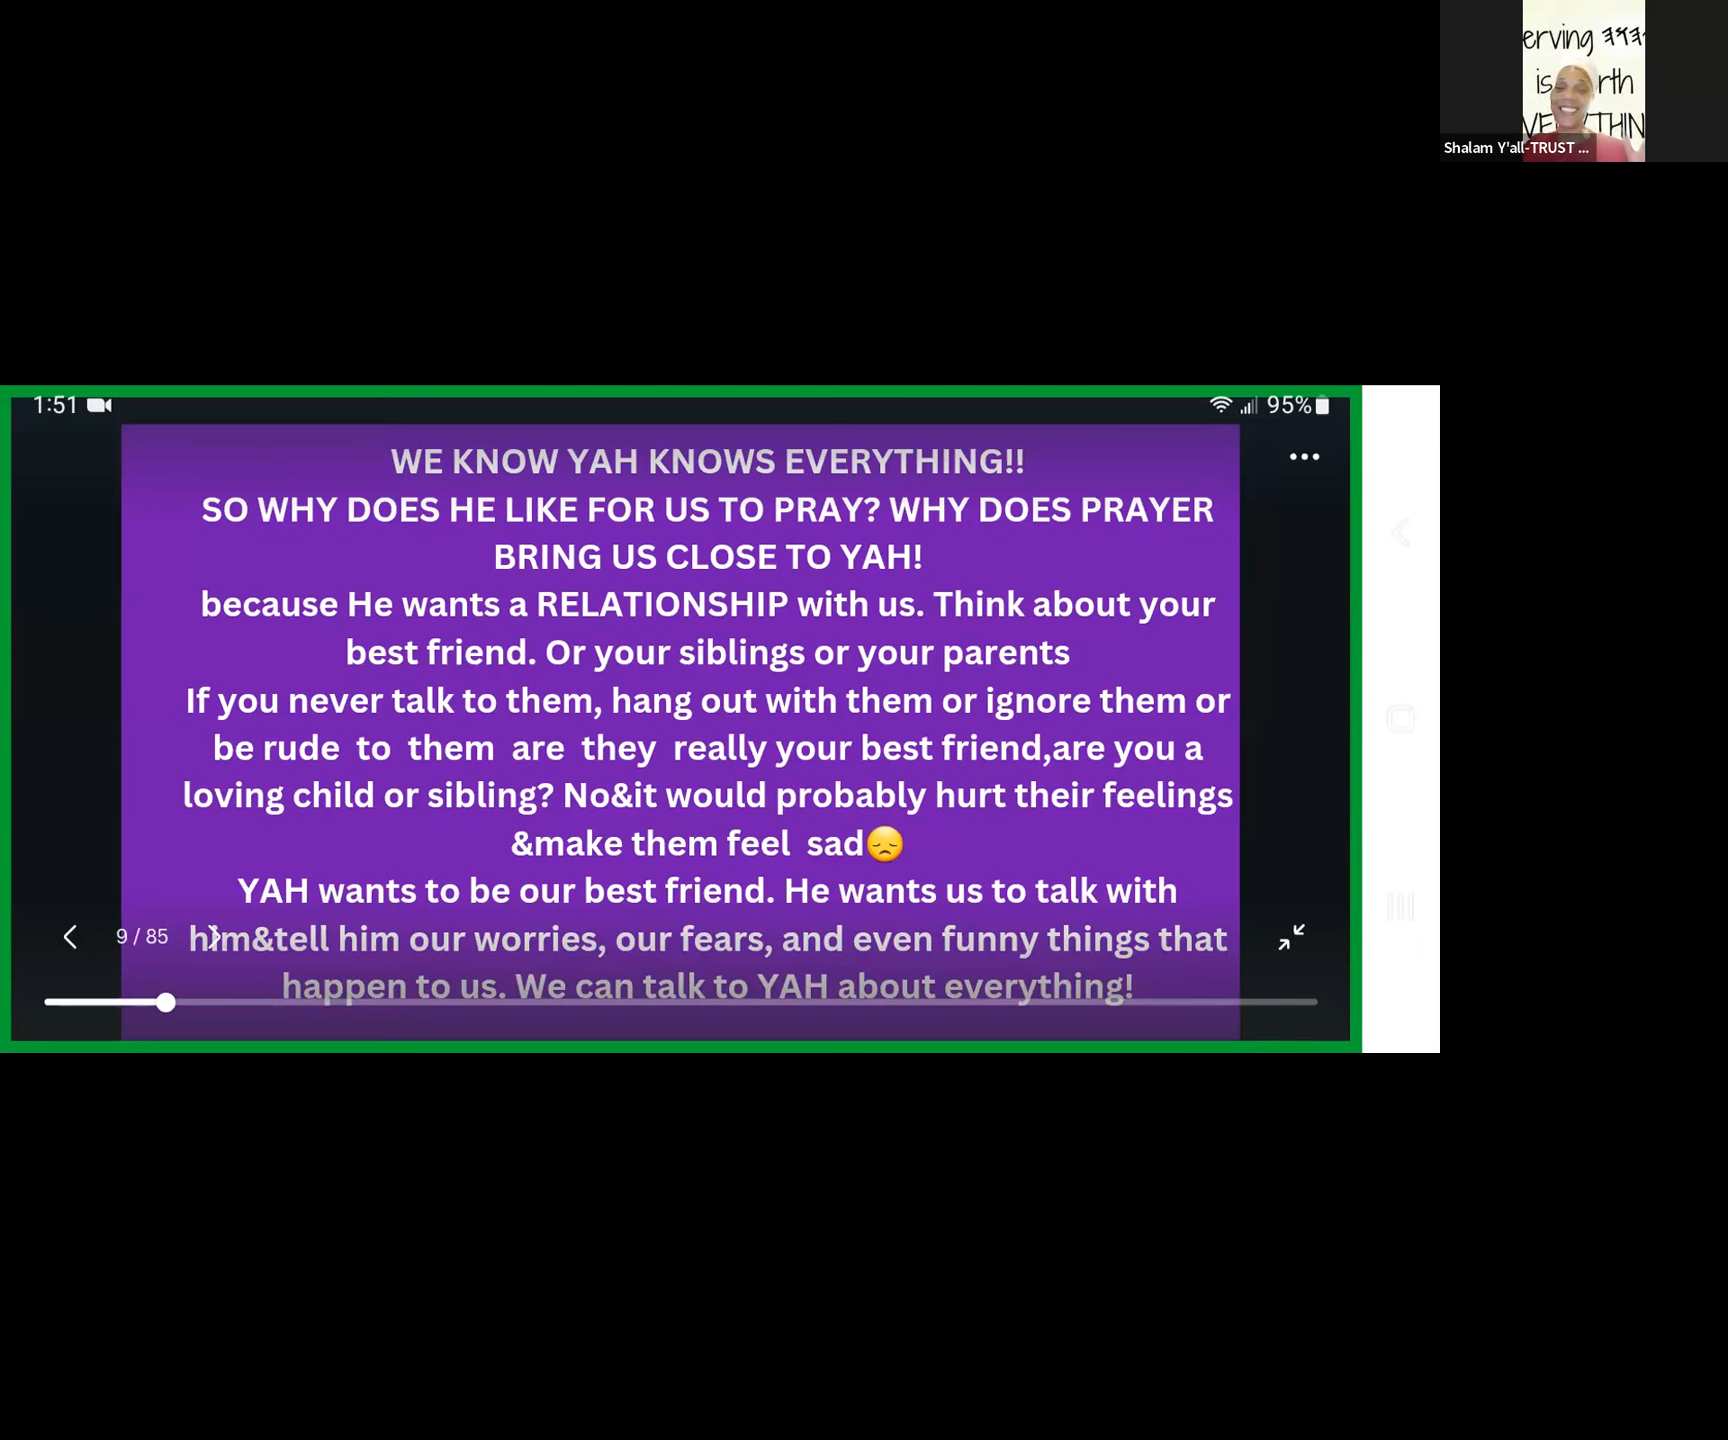 erving 𐤉𐤄𐤅𐤄
is rth
THIN
Shalam Y'all-TRUST ...
1:51
95%
WE KNOW YAH KNOWS EVERYTHING!!
SO WHY DOES HE LIKE FOR US TO PRAY? WHY DOES PRAYER
BRING US CLOSE TO YAH!
because He wants a RELATIONSHIP with us. Think about your
best friend. Or your siblings or your parents
If you never talk to them, hang out with them or ignore them or
be rude to them are they really your best friend,are you a
loving child or sibling? No&it would probably hurt their feelings
&make them feel sad😞
YAH wants to be our best friend. He wants us to talk with
him&tell him our worries, our fears, and even funny things that
happen to us. We can talk to YAH about everything!
9 / 85